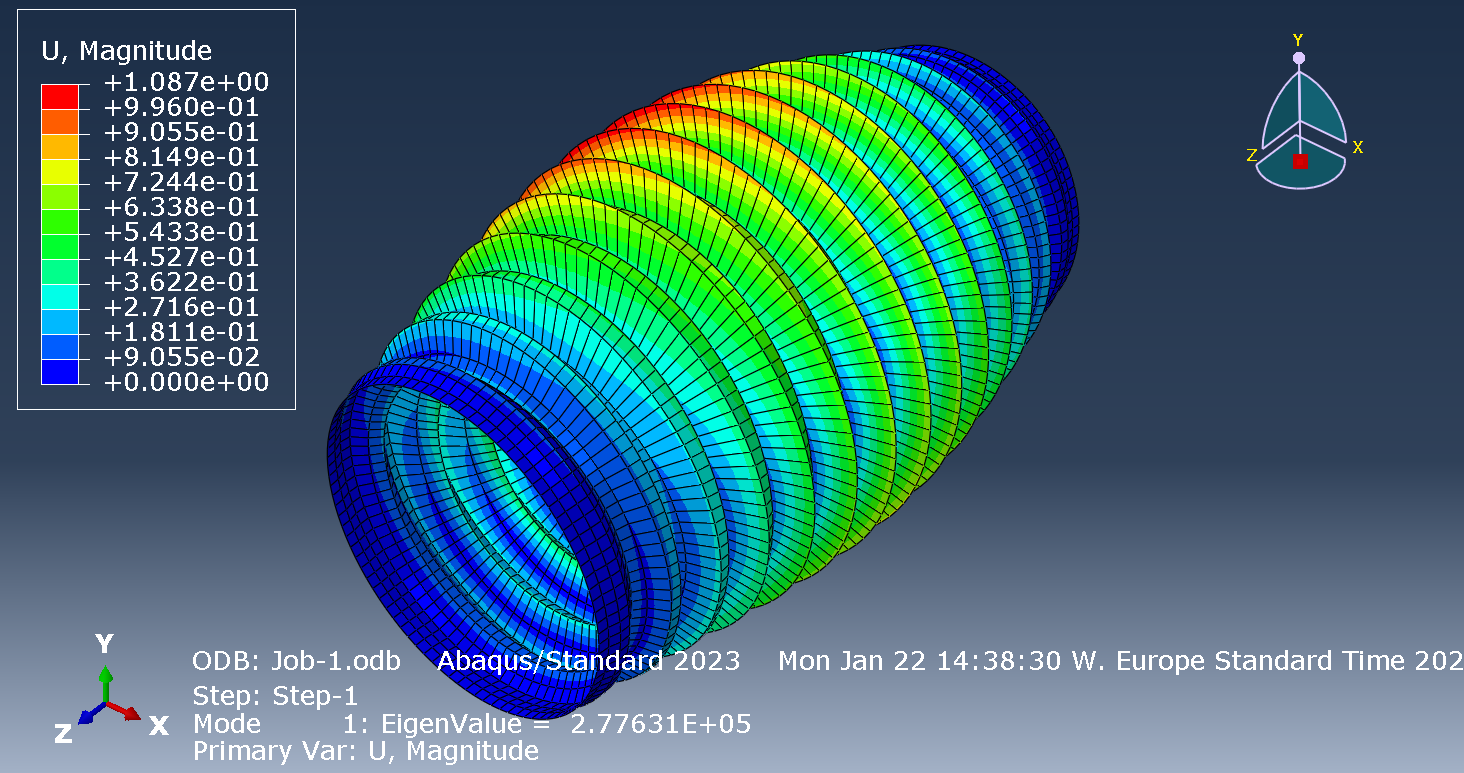 U, Magnitude
+1.087e+00
+9.960e-01
+9.055e-01
+8.149e-01
+7.244e-01
+6.338e-01
+5.433e-01
+4.527e-01
+3.622e-01
+2.716e-01
+1.811e-01
+9.055e-02
+0.000e+00
Y
Z
X
Y
Z
X
ODB: Job-1.odb Abaqus/Standard 2023 Mon Jan 22 14:38:30 W. Europe Standard Time 202
Step: Step-1
Mode 1: EigenValue = 2.77631E+05
Primary Var: U, Magnitude